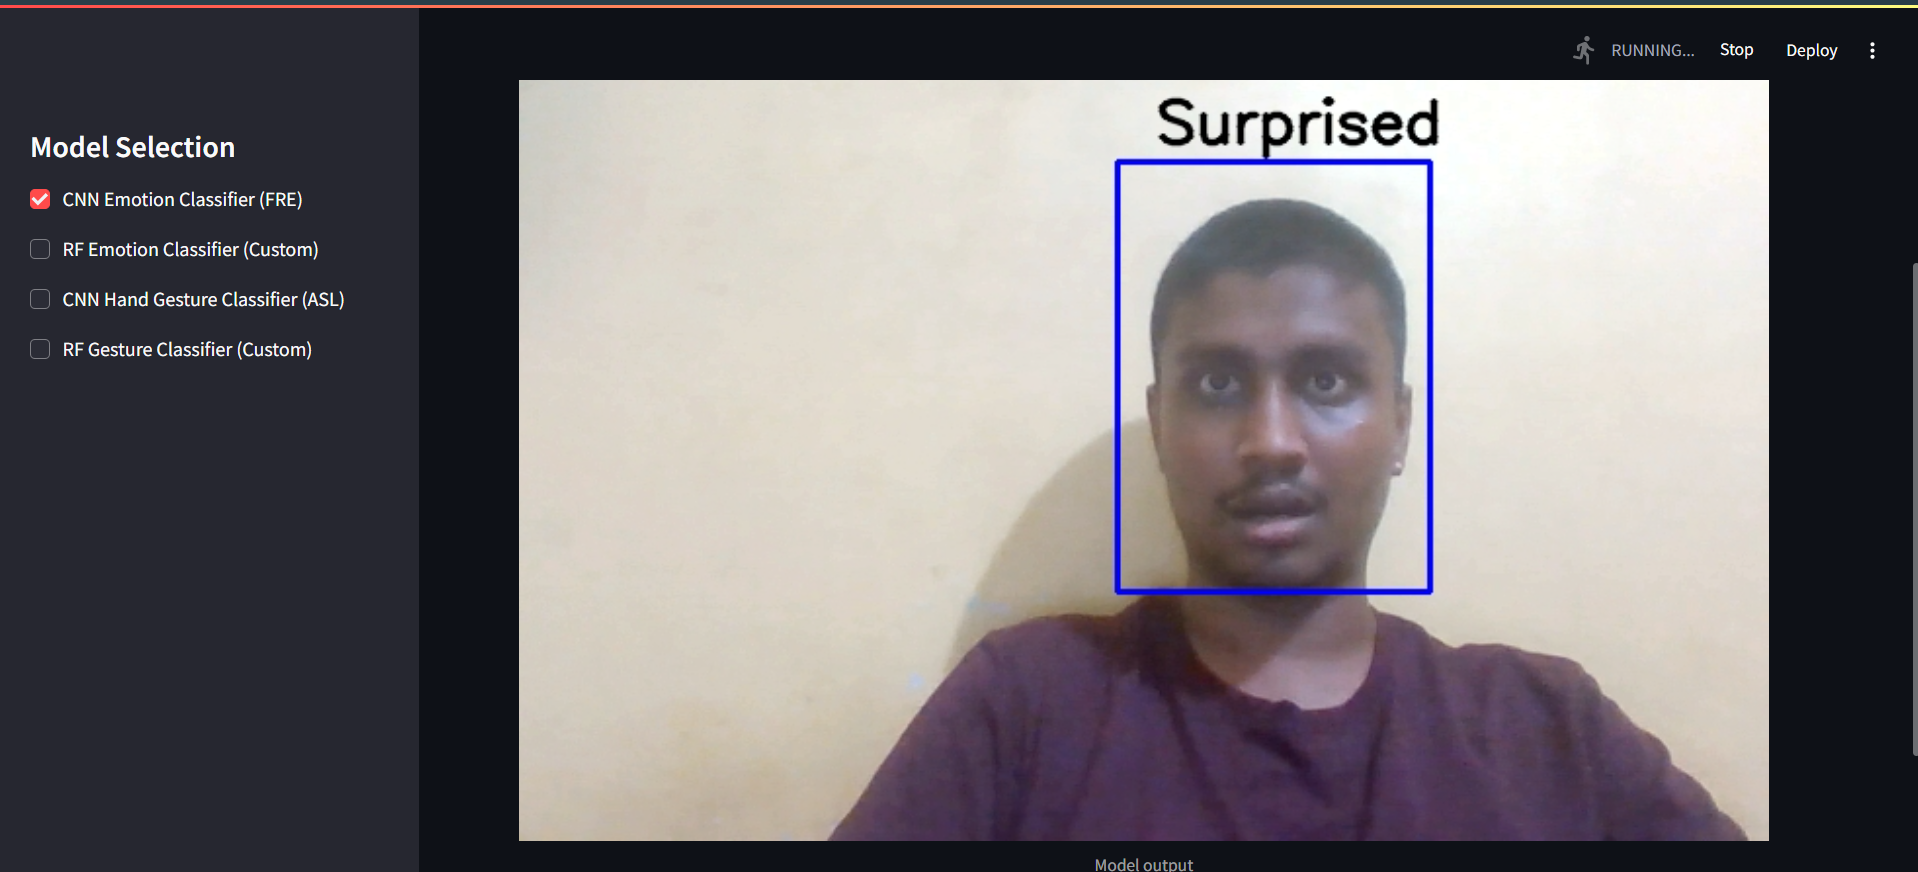 RUNNING...
Stop
Deploy
Model Selection
CNN Emotion Classifier (FRE)
RF Emotion Classifier (Custom)
CNN Hand Gesture Classifier (ASL)
RF Gesture Classifier (Custom)
Surprised
Model output